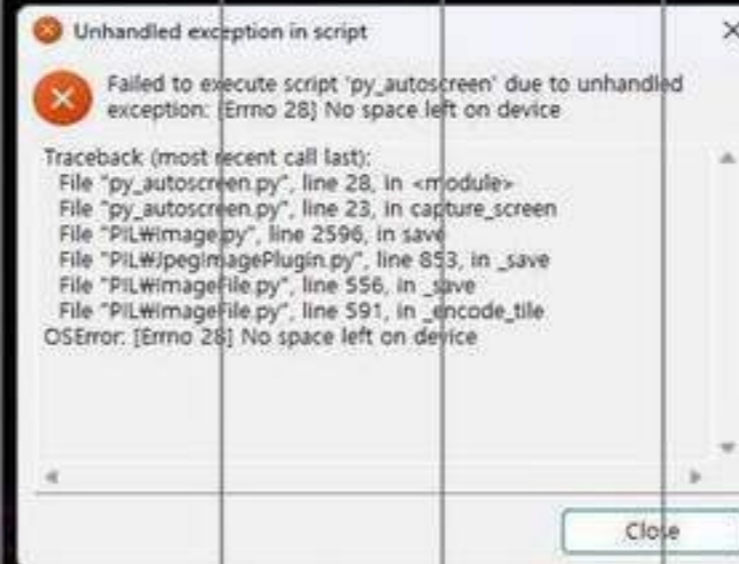 Unhandled exception in script
Failed to execute script 'py_autoscreen' due to unhandled
exception: [Errno 28] No space left on device
Traceback (most recent call last):
File "py_autoscreen.py", line 28, in <module>
File "py_autoscreen.py", line 23, in capture_screen
File "PIL₩Image.py", line 2596, in save
File "PIL₩JpegImagePlugin.py", line 853, in _save
File "PIL₩ImageFile.py", line 556, in _save
File "PIL₩ImageFile.py", line 591, in _encode_tile
OSError: [Errno 28] No space left on device
Close